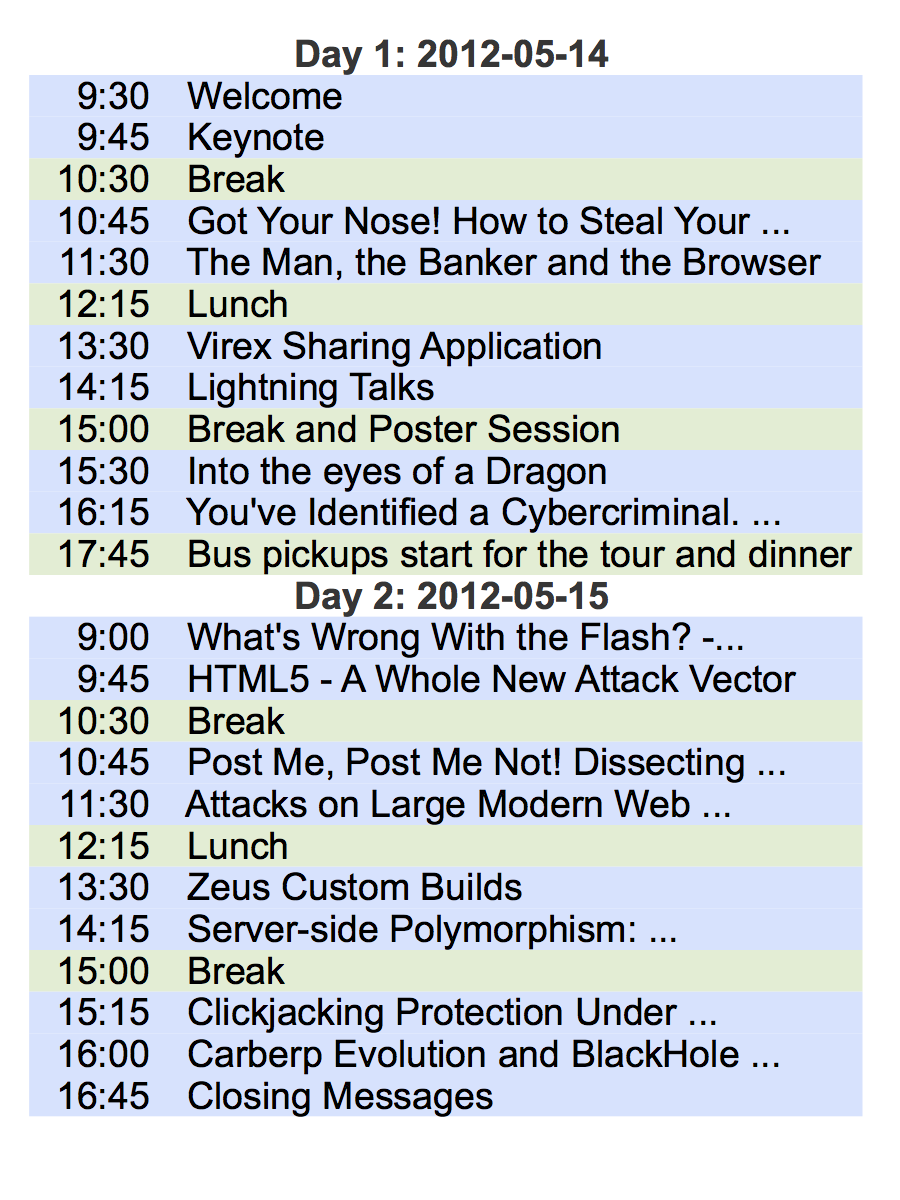 Day 1: 2012-05-14
9:30 Welcome
9:45 Keynote
10:30 Break
10:45 Got Your Nose! How to Steal Your ...
11:30 The Man, the Banker and the Browser
12:15 Lunch
13:30 Virex Sharing Application
14:15 Lightning Talks
15:00 Break and Poster Session
15:30 Into the eyes of a Dragon
16:15 You've Identified a Cybercriminal. ...
17:45 Bus pickups start for the tour and dinner
Day 2: 2012-05-15
9:00 What's Wrong With the Flash? -...
9:45 HTML5 - A Whole New Attack Vector
10:30 Break
10:45 Post Me, Post Me Not! Dissecting ...
11:30 Attacks on Large Modern Web ...
12:15 Lunch
13:30 Zeus Custom Builds
14:15 Server-side Polymorphism: ...
15:00 Break
15:15 Clickjacking Protection Under ...
16:00 Carberp Evolution and BlackHole ...
16:45 Closing Messages